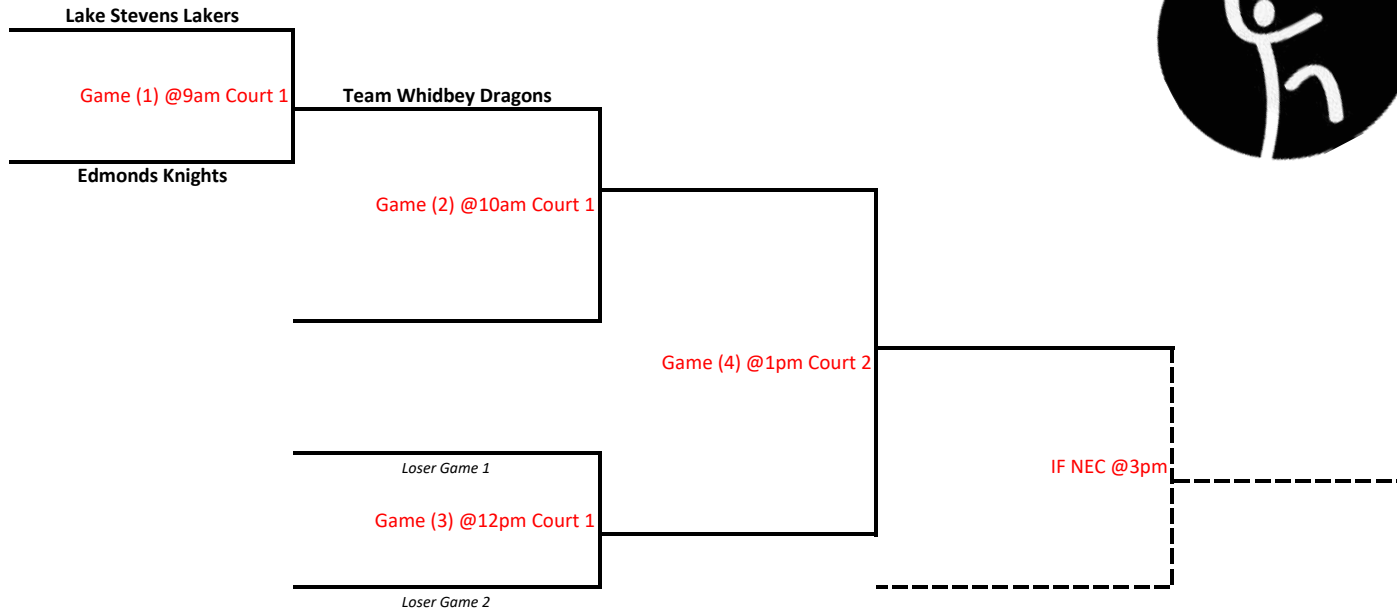 Lake Stevens Lakers
Game (1) @9am Court 1
Team Whidbey Dragons
Edmonds Knights
Game (2) @10am Court 1
Game (4) @1pm Court 2
Loser Game 1
IF NEC @3pm
Game (3) @12pm Court 1
Loser Game 2